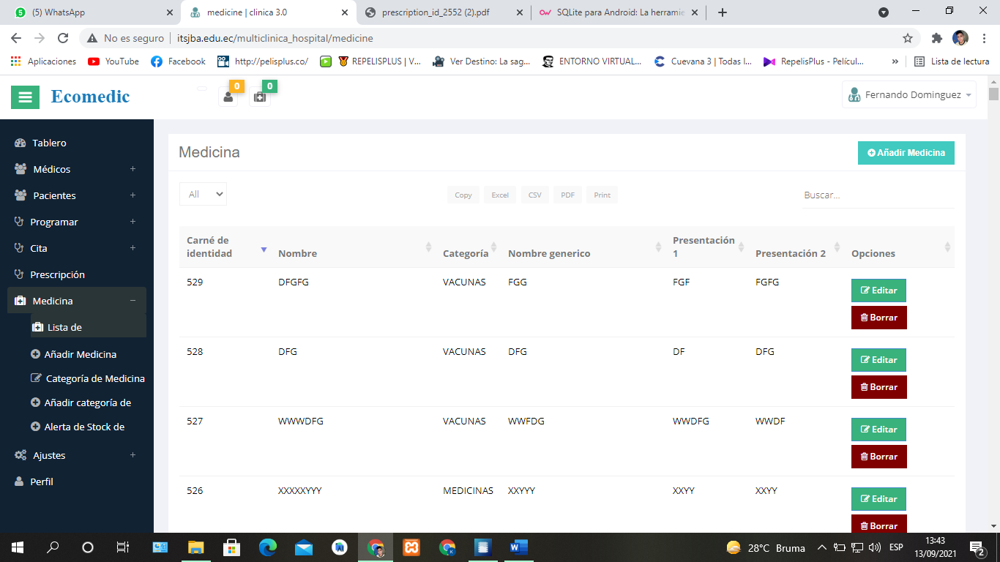 (5) WhatsApp
medicine | clinica 3.0
prescription_id_2552 (2).pdf
SQLite para Android: La herramie
No es seguro | itsjba.edu.ec/multiclinica_hospital/medicine
Aplicaciones YouTube Facebook http://pelisplus.co/ REPELISPLUS | V... Ver Destino: La sag... ENTORNO VIRTUAL... Cuevana 3 | Todas l... RepelisPlus - Películ... » Lista de lectura
Ecomedic
0
0
Fernando Dominguez
Tablero
Médicos
Pacientes
Programar
Cita
Prescripción
Medicina
Lista de
Añadir Medicina
Categoría de Medicina
Añadir categoría de
Alerta de Stock de
Ajustes
Perfil
Medicina
Añadir Medicina
All
Copy Excel CSV PDF Print
Buscar...
Carné de identidad Nombre Categoría Nombre generico Presentación 1 Presentación 2 Opciones
529 DFGFG VACUNAS FGG FGF FGFG
Editar
Borrar
528 DFG VACUNAS DFG DF DFG
Editar
Borrar
527 WWWDFG VACUNAS WWFDG WWDFG WWDF
Editar
Borrar
526 XXXXXYYY MEDICINAS XXYYY XXYY XXYY
Editar
Borrar
28°C Bruma
ESP
13:43
13/09/2021
2